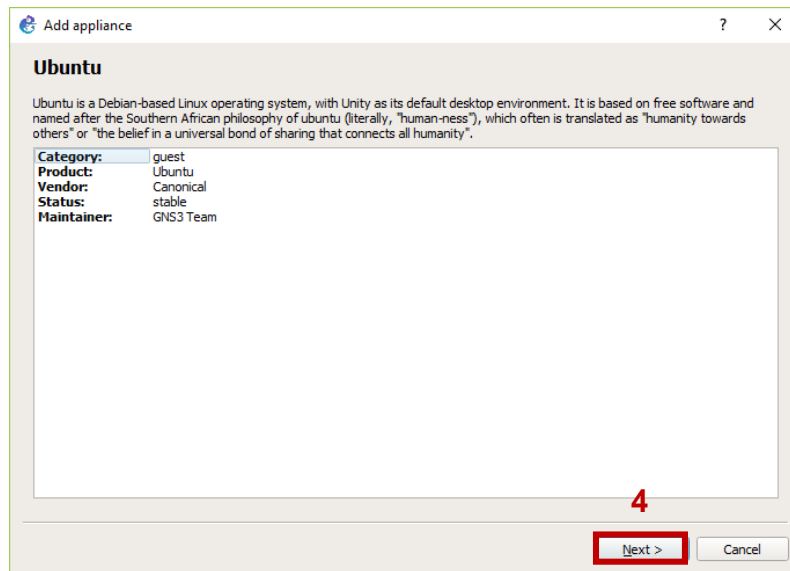 Add appliance ? ×
Ubuntu
Ubuntu is a Debian-based Linux operating system, with Unity as its default desktop environment. It is based on free software and
named after the Southern African philosophy of ubuntu (literally, "human-ness"), which often is translated as "humanity towards
others" or "the belief in a universal bond of sharing that connects all humanity".
Category: guest
Product: Ubuntu
Vendor: Canonical
Status: stable
Maintainer: GNS3 Team
4
Next > Cancel